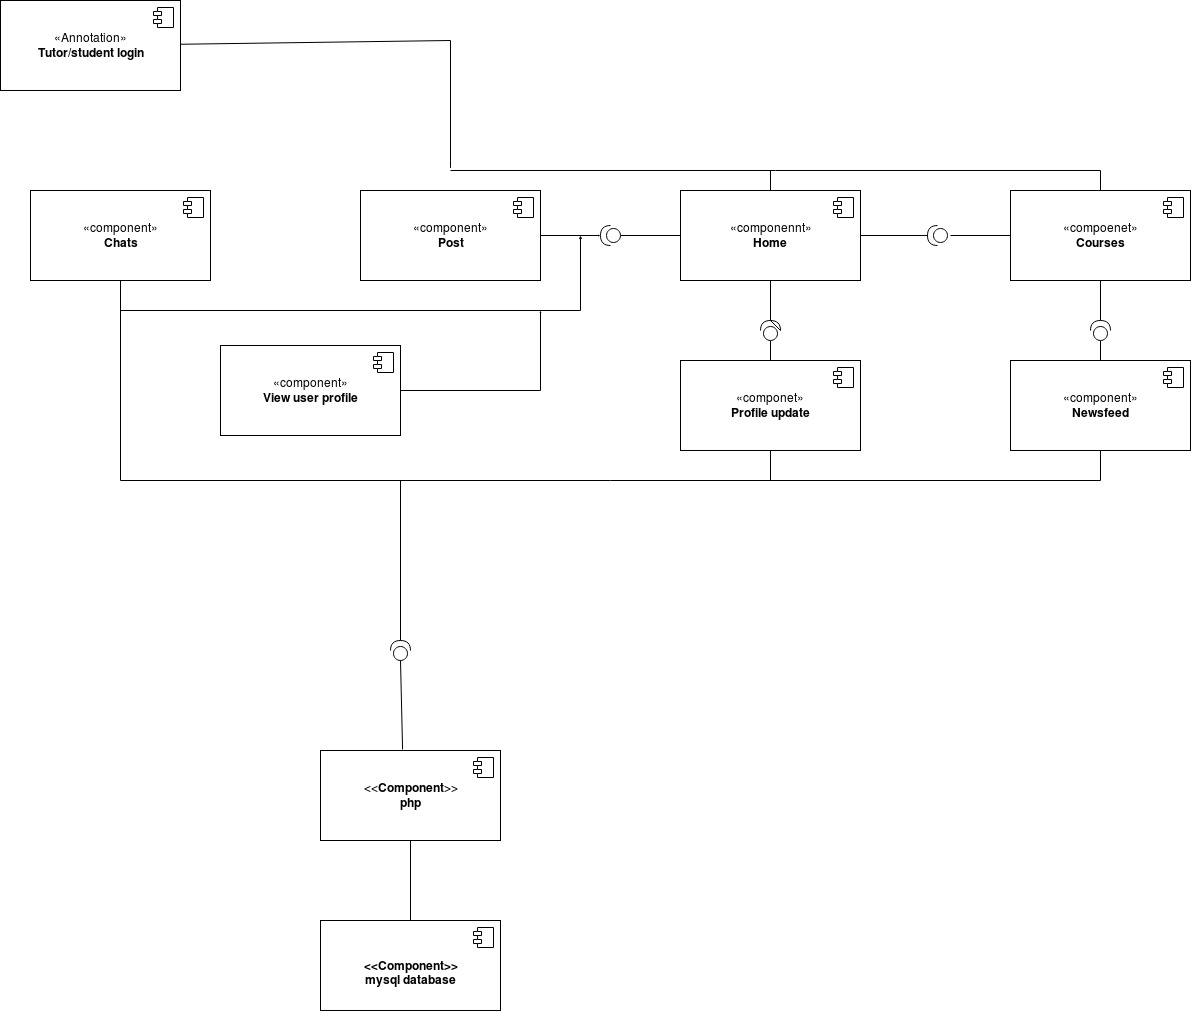 «Annotation»
Tutor/student login
«component»
Chats
«component»
Post
«componennt»
Home
«compoenet»
Courses
«component»
View user profile
«componet»
Profile update
«component»
Newsfeed
<<Component>>
php
<<Component>>
mysql database